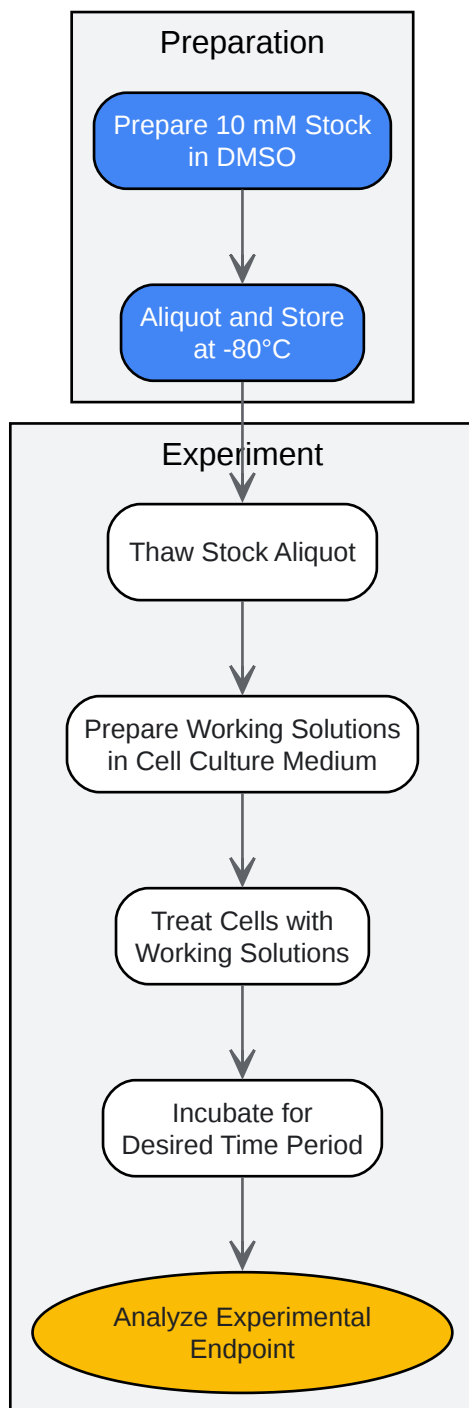 Preparation
Prepare 10 mM Stock
in DMSO
Aliquot and Store
at -80°C
Experiment
Thaw Stock Aliquot
Prepare Working Solutions
in Cell Culture Medium
Treat Cells with
Working Solutions
Incubate for
Desired Time Period
Analyze Experimental
Endpoint